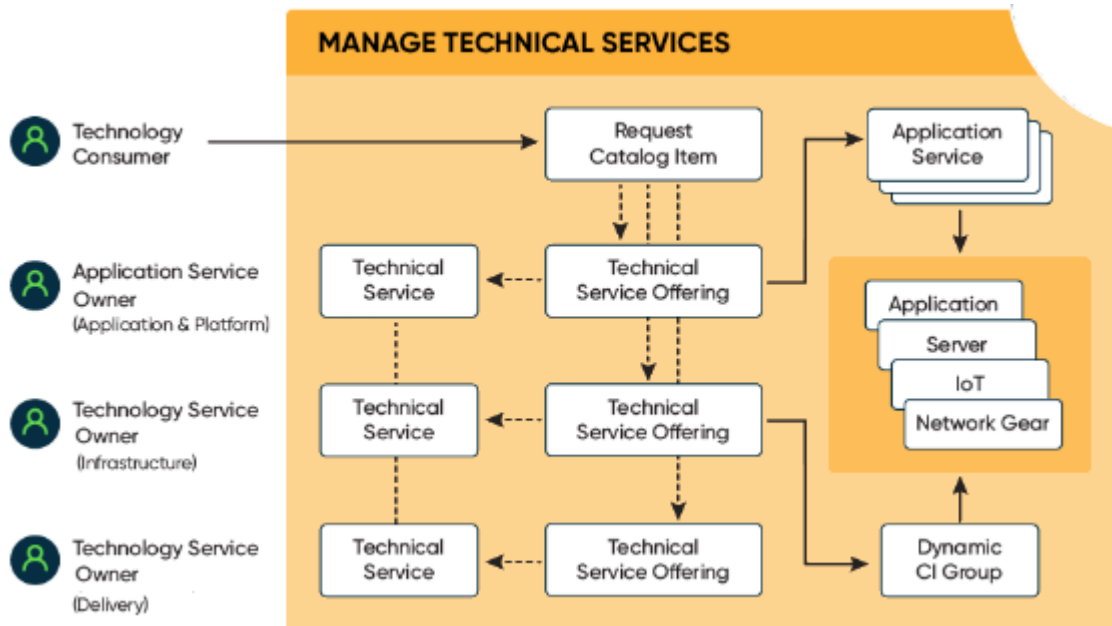 MANAGE TECHNICAL SERVICES
Technology
Consumer
Request
Catalog Item
Application
Service
Application Service
Owner
(Application & Platform)
Technical
Service
Technical
Service Offering
Application
Server
IoT
Network Gear
Technology Service
Owner
(Infrastructure)
Technical
Service
Technical
Service Offering
Technology Service
Owner
(Delivery)
Technical
Service
Technical
Service Offering
Dynamic
CI Group